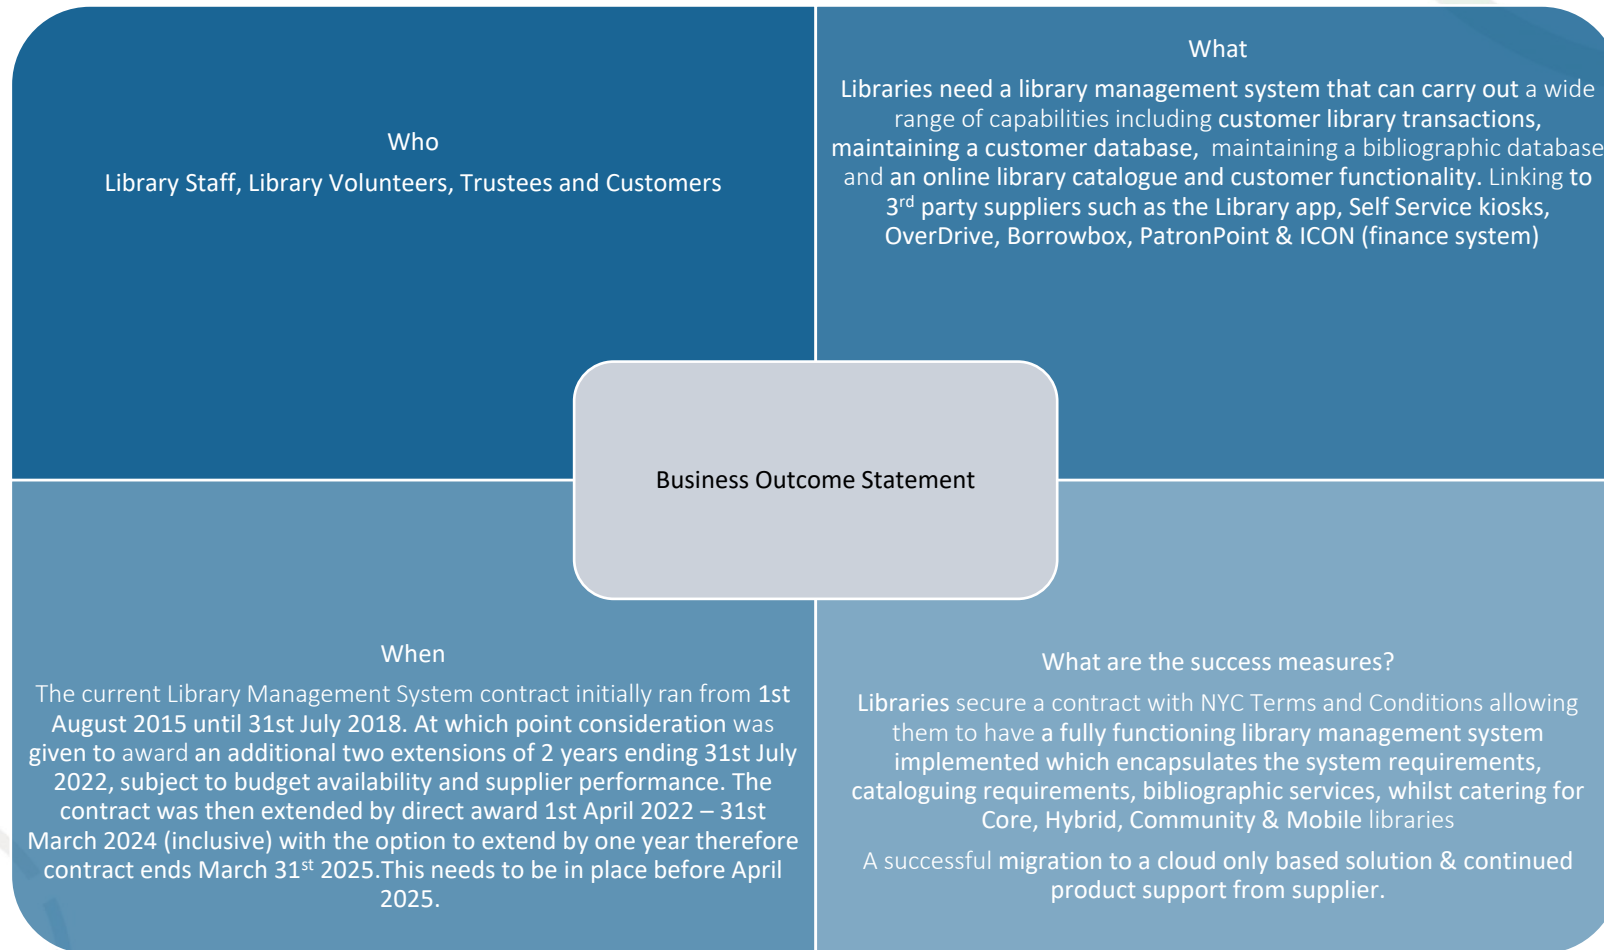 Who
Library Staff, Library Volunteers, Trustees and Customers
What
Libraries need a library management system that can carry out a wide
range of capabilities including customer library transactions,
maintaining a customer database,  maintaining a bibliographic database
and an online library catalogue and customer functionality. Linking to
3rd party suppliers such as the Library app, Self Service kiosks,
OverDrive, Borrowbox, PatronPoint & ICON (finance system)
Business Outcome Statement
When
The current Library Management System contract initially ran from 1st
August 2015 until 31st July 2018. At which point consideration was
given to award an additional two extensions of 2 years ending 31st July
2022, subject to budget availability and supplier performance. The
contract was then extended by direct award 1st April 2022 – 31st
March 2024 (inclusive) with the option to extend by one year therefore
contract ends March 31st 2025.This needs to be in place before April
2025.
What are the success measures?
Libraries secure a contract with NYC Terms and Conditions allowing
them to have a fully functioning library management system
implemented which encapsulates the system requirements,
cataloguing requirements, bibliographic services, whilst catering for
Core, Hybrid, Community & Mobile libraries
A successful migration to a cloud only based solution & continued
product support from supplier.